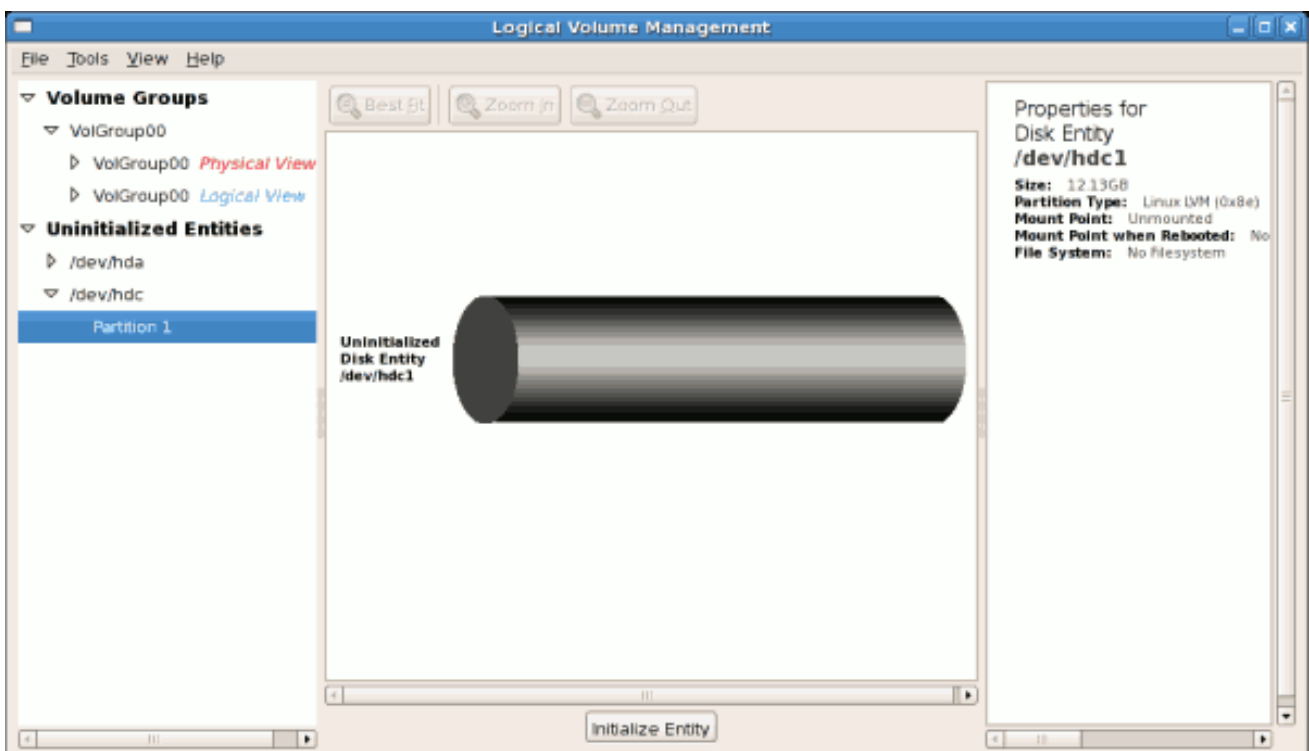 Logical Volume Management
File Tools View Help
Volume Groups
VolGroup00
VolGroup00 Physical View
VolGroup00 Logical View
Uninitialized Entities
/dev/hda
/dev/hdc
Partition 1
Best Fit Zoom In Zoom Out
Uninitialized
Disk Entity
/dev/hdc1
Initialize Entity
Properties for
Disk Entity
/dev/hdc1
Size: 12.13GB
Partition Type: Linux LVM (0x8e)
Mount Point: Unmounted
Mount Point when Rebooted: No
File System: No filesystem